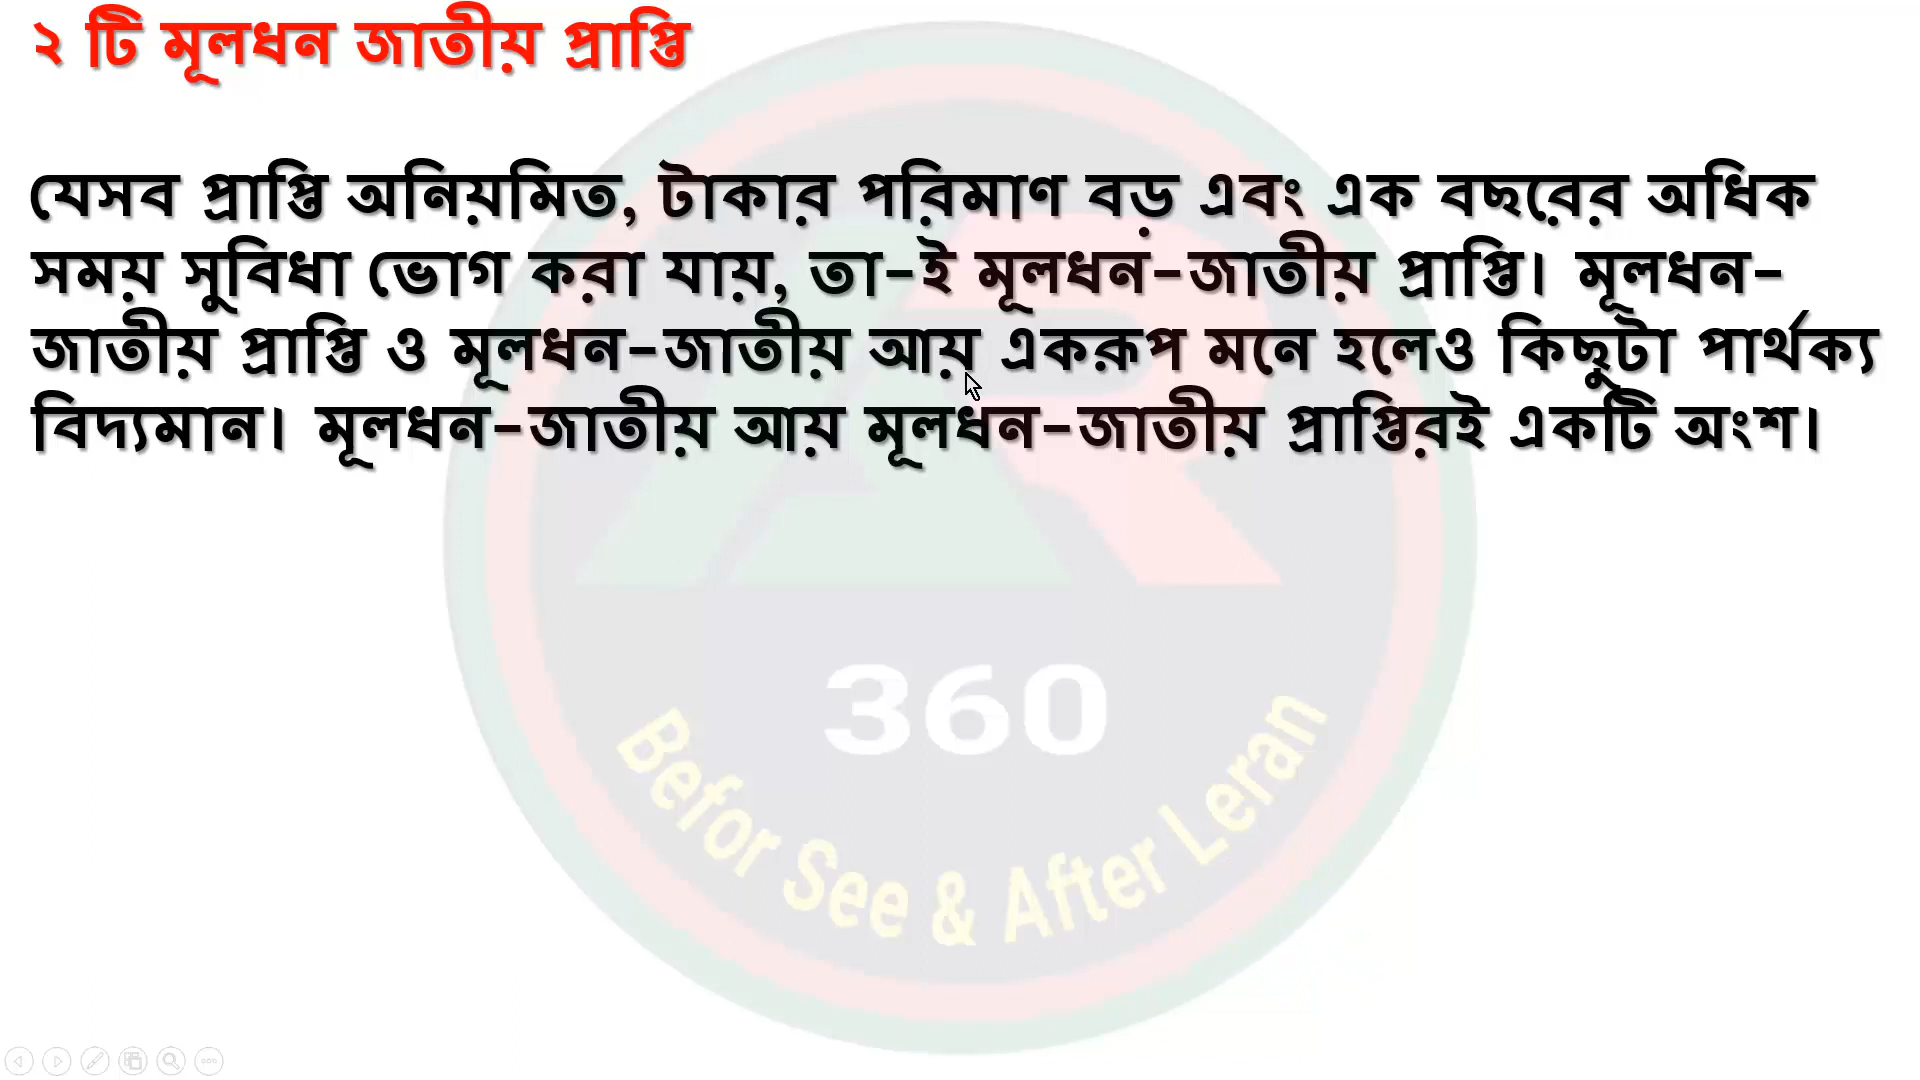 ২ টি মূলধন জাতীয় প্রাপ্তি
যেসব প্রাপ্তি অনিয়মিত, টাকার পরিমাণ বড় এবং এক বছরের অধিক
সময় সুবিধা ভোগ করা যায়, তা-ই মূলধন-জাতীয় প্রাপ্তি। মূলধন-
জাতীয় প্রাপ্তি ও মূলধন-জাতীয় আয় একরূপ মনে হলেও কিছুটা পার্থক্য
বিদ্যমান। মূলধন-জাতীয় আয় মূলধন-জাতীয় প্রাপ্তিরই একটি অংশ।
AR
360
Befor See & After Leran